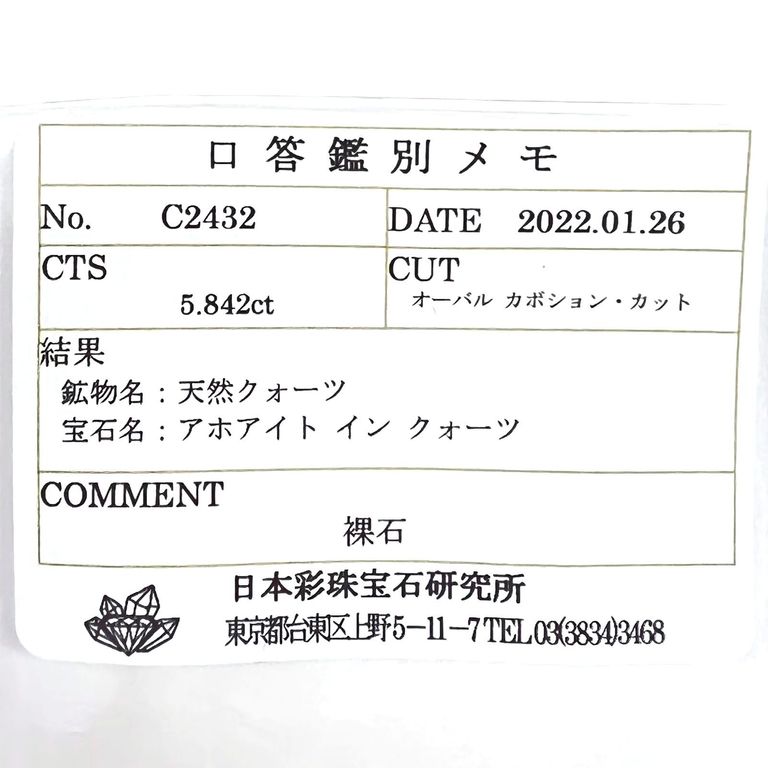 口答鑑別メモ
No. C2432 DATE 2022.01.26
CTS CUT
5.842ct オーバル カボション・カット
結果
鉱物名：天然クォーツ
宝石名：アホアイト イン クォーツ
COMMENT
裸石
日本彩珠宝石研究所
東京都台東区上野5-11-7 TEL 03(3834)3468